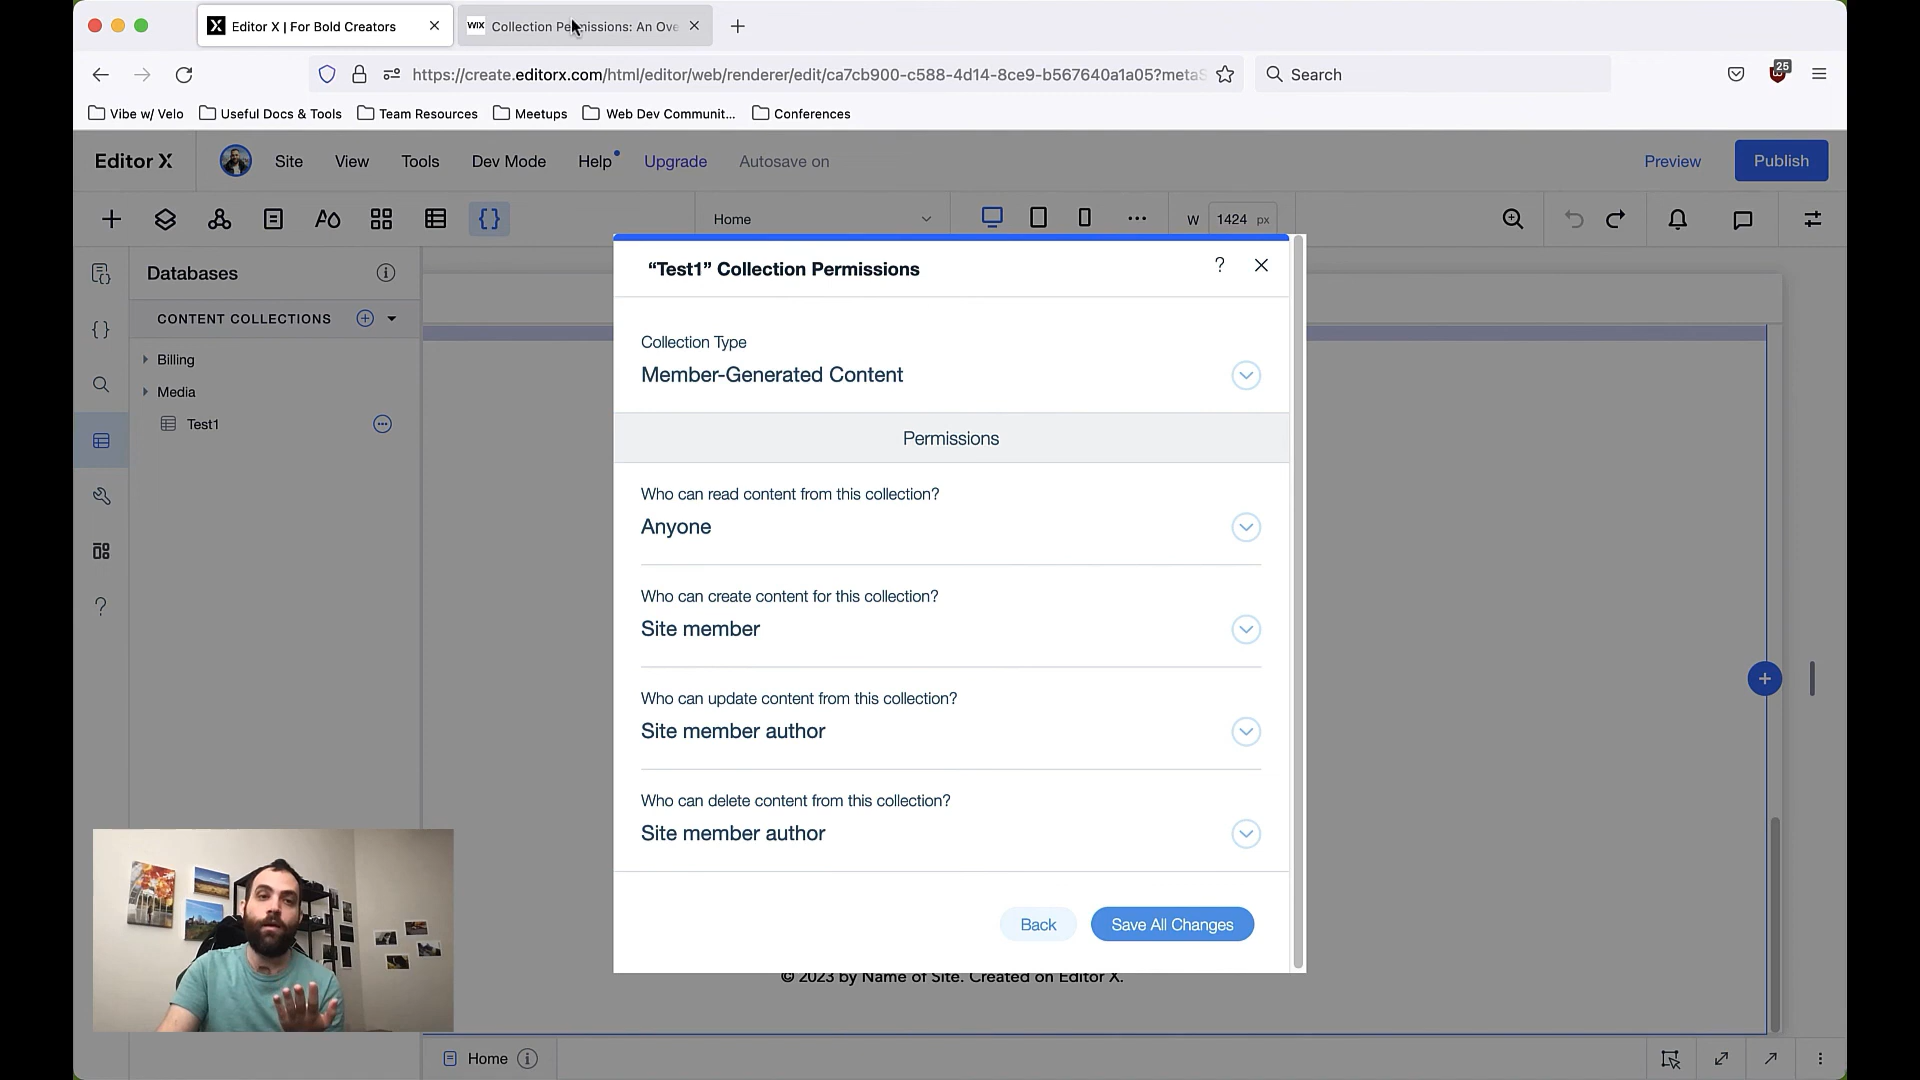 Editor X | For Bold Creators
WIX Collection Permissions: An Ove
https://create.editorx.com/html/editor/web/renderer/edit/ca7cb900-c588-4d14-8ce9-b567640a1a05?metaS
Search
25
Vibe w/ Velo
Useful Docs & Tools
Team Resources
Meetups
Web Dev Communit...
Conferences
Editor X
Site
View
Tools
Dev Mode
Help
Upgrade
Autosave on
Preview
Publish
Home
W 1424 px
Databases
CONTENT COLLECTIONS
Billing
Media
Test1
“Test1” Collection Permissions
?
Collection Type
Member-Generated Content
Permissions
Who can read content from this collection?
Anyone
Who can create content for this collection?
Site member
Who can update content from this collection?
Site member author
Who can delete content from this collection?
Site member author
Back
Save All Changes
© 2023 by Name of Site. Created on Editor X.
Home